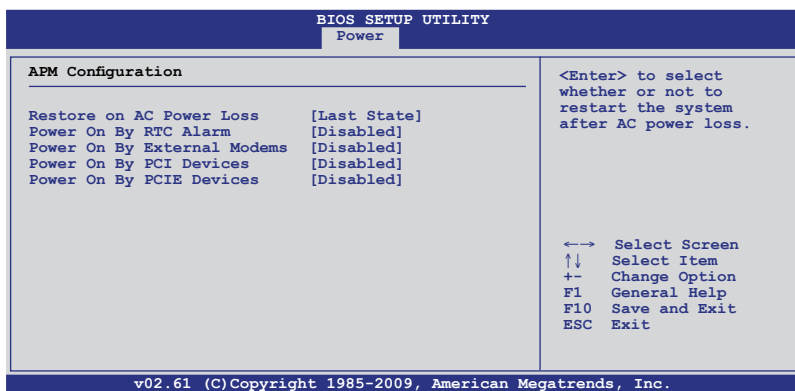 BIOS SETUP UTILITY
Power
APM Configuration
Restore on AC Power Loss [Last State]
Power On By RTC Alarm [Disabled]
Power On By External Modems [Disabled]
Power On By PCI Devices [Disabled]
Power On By PCIE Devices [Disabled]
<Enter> to select
whether or not to
restart the system
after AC power loss.
←→ Select Screen
↑↓ Select Item
+- Change Option
F1 General Help
F10 Save and Exit
ESC Exit
v02.61 (C)Copyright 1985-2009, American Megatrends, Inc.